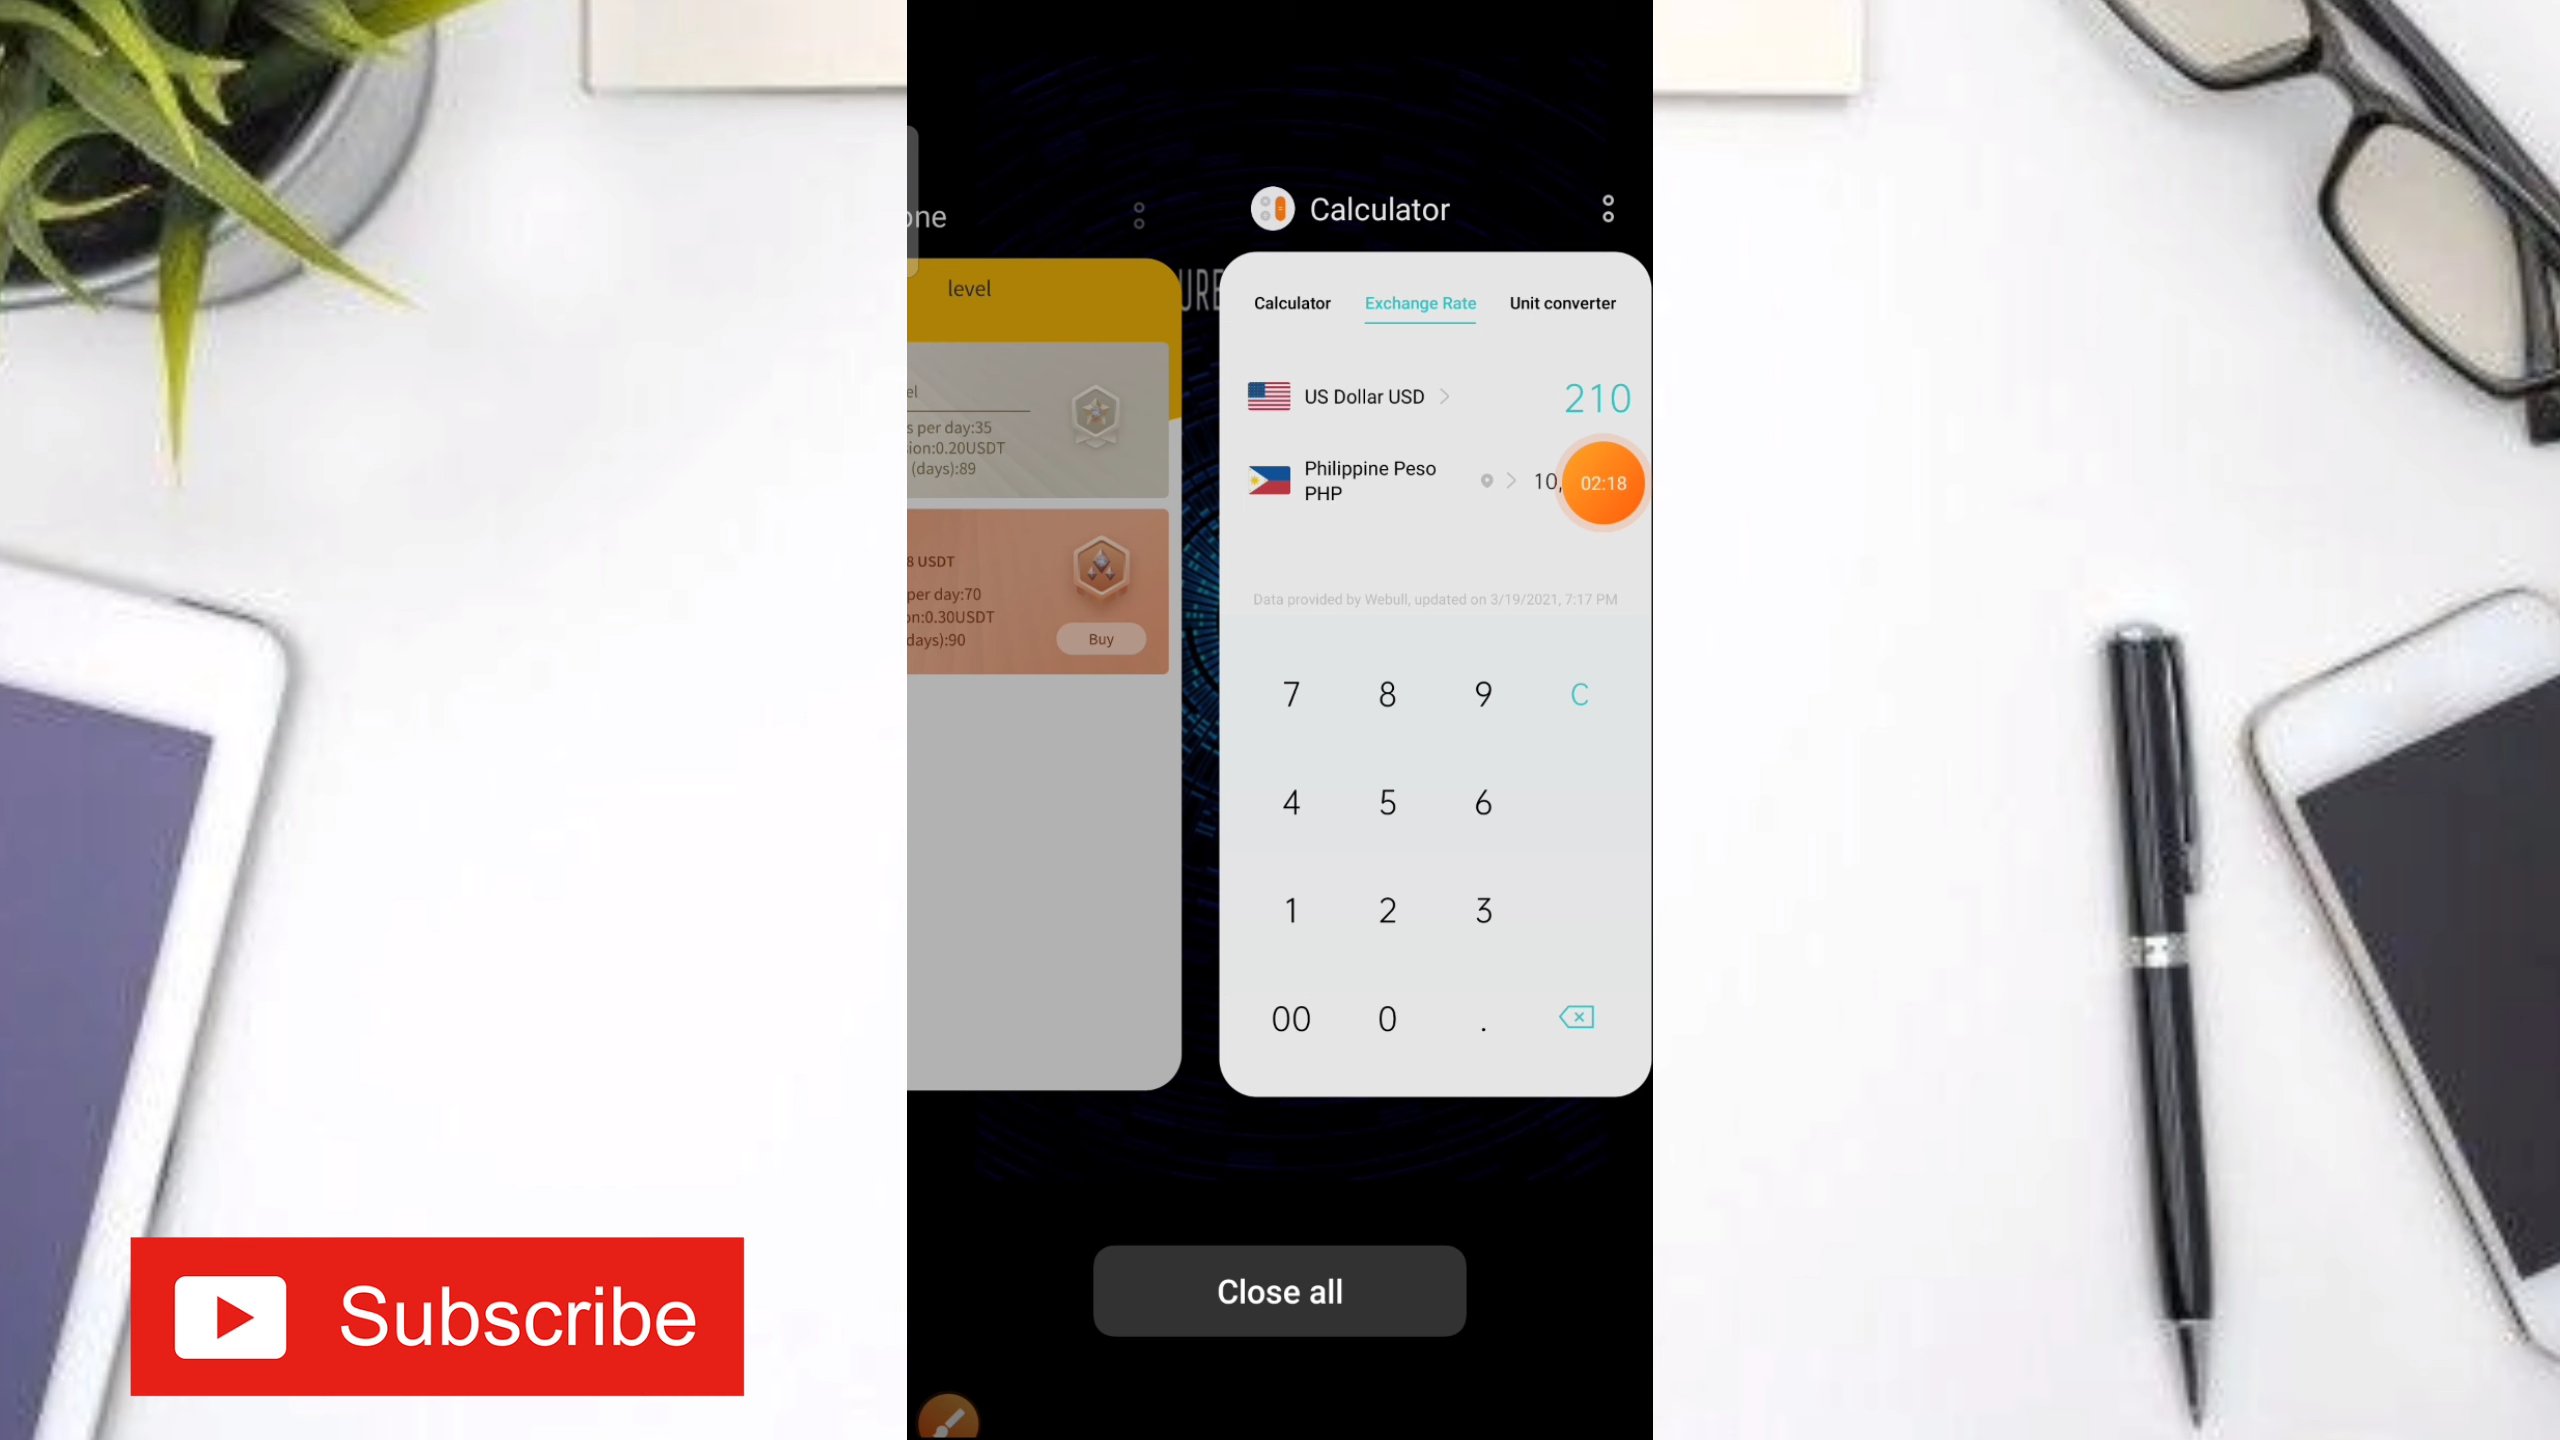 Calculator
level
Calculator Exchange Rate Unit converter
US Dollar USD 210
per day:35
0.20USDT
(days):89
Philippine Peso
PHP
10,
02:18
8 USDT
per day:70
0.30USDT
days):90
Buy
Data provided by Webull, updated on 3/19/2021, 7:17 PM
7 8 9 C
4 5 6
1 2 3
00 0 .
Close all
Subscribe